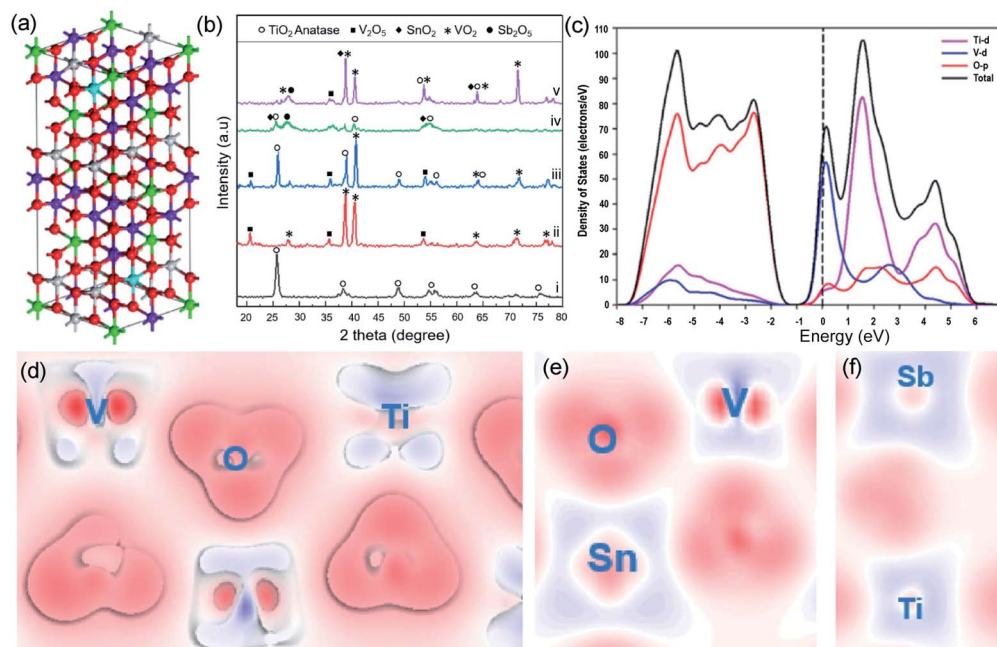 (a)
(b)
○ TiO2 Anatase ■ V2O5 ◆ SnO2 * VO2 ● Sb2O5
Intensity (a.u)
v
iv
iii
ii
i
20 25 30 35 40 45 50 55 60 65 70 75 80
2 theta (degree)
(c)
Density of States (electrons/eV)
110
100
90
80
70
60
50
40
30
20
10
0
Ti-d
V-d
O-p
Total
-8 -7 -6 -5 -4 -3 -2 -1 0 1 2 3 4 5 6
Energy (eV)
(d)
V
O
Ti
(e)
O
V
Sn
(f)
Sb
Ti